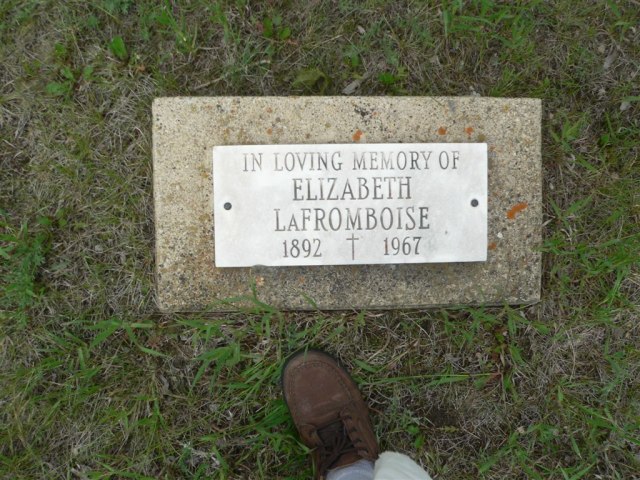 IN LOVING MEMORY OF
ELIZABETH
LaFROMBOISE
1892 † 1967